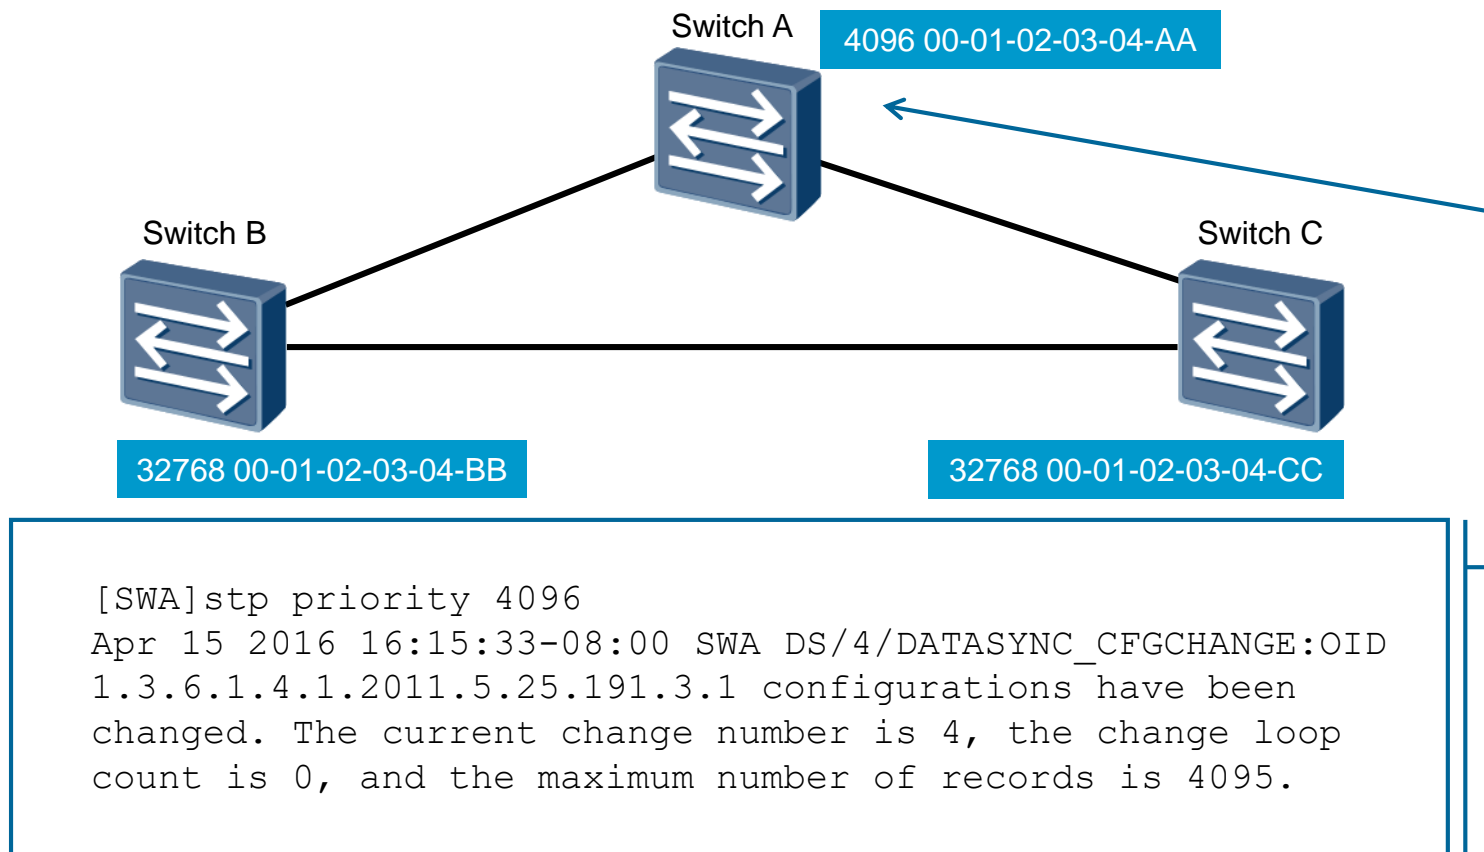 Switch A
4096 00-01-02-03-04-AA
Switch B
Switch C
32768 00-01-02-03-04-BB
32768 00-01-02-03-04-CC
[SWA]stp priority 4096
Apr 15 2016 16:15:33-08:00 SWA DS/4/DATASYNC_CFGCHANGE:OID
1.3.6.1.4.1.2011.5.25.191.3.1 configurations have been
changed. The current change number is 4, the change loop
count is 0, and the maximum number of records is 4095.